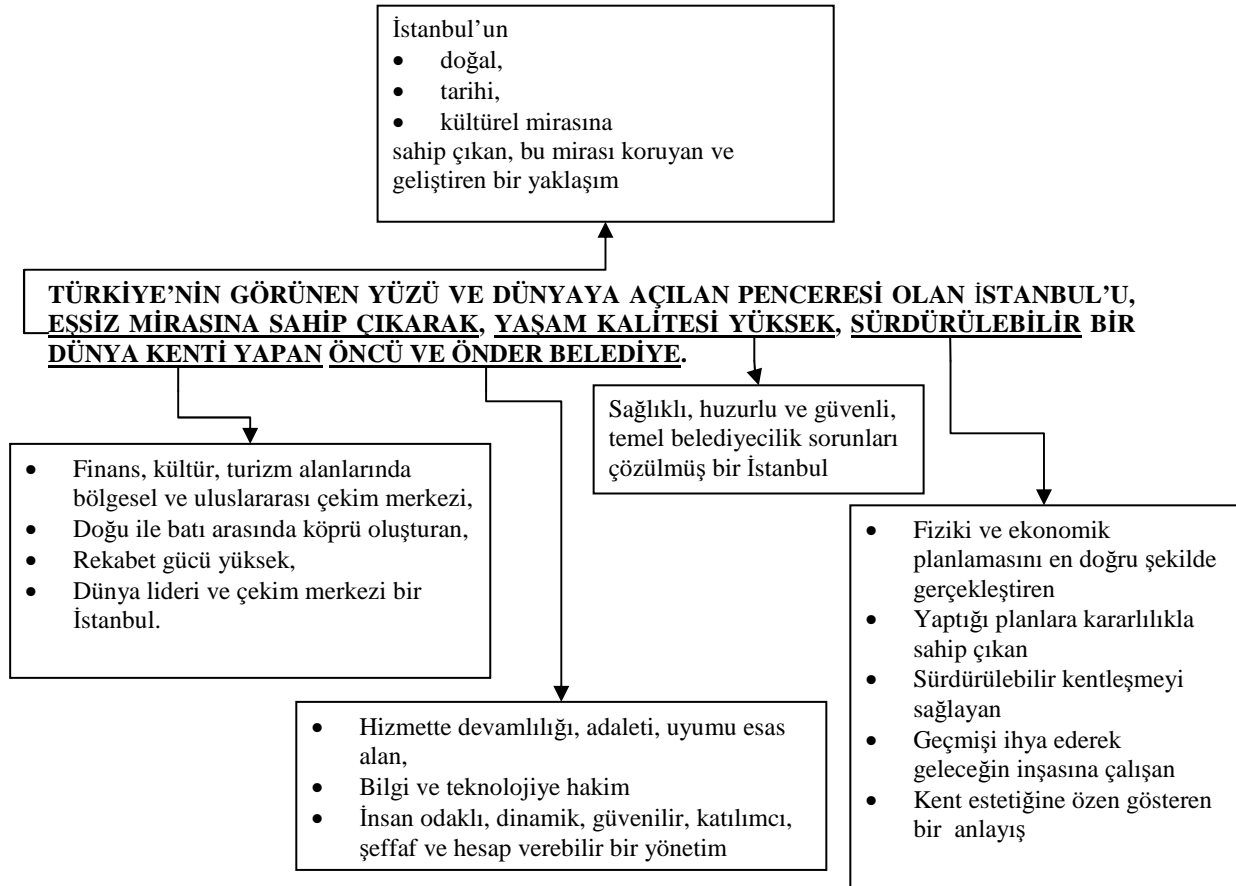 İstanbul’un
• doğal,
• tarihi,
• kültürel mirasına
sahip çıkan, bu mirası koruyan ve
geliştiren bir yaklaşım
TÜRKİYE’NİN GÖRÜNEN YÜZÜ VE DÜNYAYA AÇILAN PENCERESİ OLAN İSTANBUL’U,
EŞSİZ MİRASINA SAHİP ÇIKARAK, YAŞAM KALİTESİ YÜKSEK, SÜRDÜRÜLEBİLİR BİR
DÜNYA KENTİ YAPAN ÖNCÜ VE ÖNDER BELEDİYE.
Sağlıklı, huzurlu ve güvenli,
temel belediyecilik sorunları
çözülmüş bir İstanbul
• Finans, kültür, turizm alanlarında
bölgesel ve uluslararası çekim merkezi,
• Doğu ile batı arasında köprü oluşturan,
• Rekabet gücü yüksek,
• Dünya lideri ve çekim merkezi bir
İstanbul.
• Fiziki ve ekonomik
planlamasını en doğru şekilde
gerçekleştiren
• Yaptığı planlara kararlılıkla
sahip çıkan
• Sürdürülebilir kentleşmeyi
sağlayan
• Geçmişi ihya ederek
geleceğin inşasına çalışan
• Kent estetiğine özen gösteren
bir anlayış
• Hizmette devamlılığı, adaleti, uyumu esas
alan,
• Bilgi ve teknolojiye hakim
• İnsan odaklı, dinamik, güvenilir, katılımcı,
şeffaf ve hesap verebilir bir yönetim